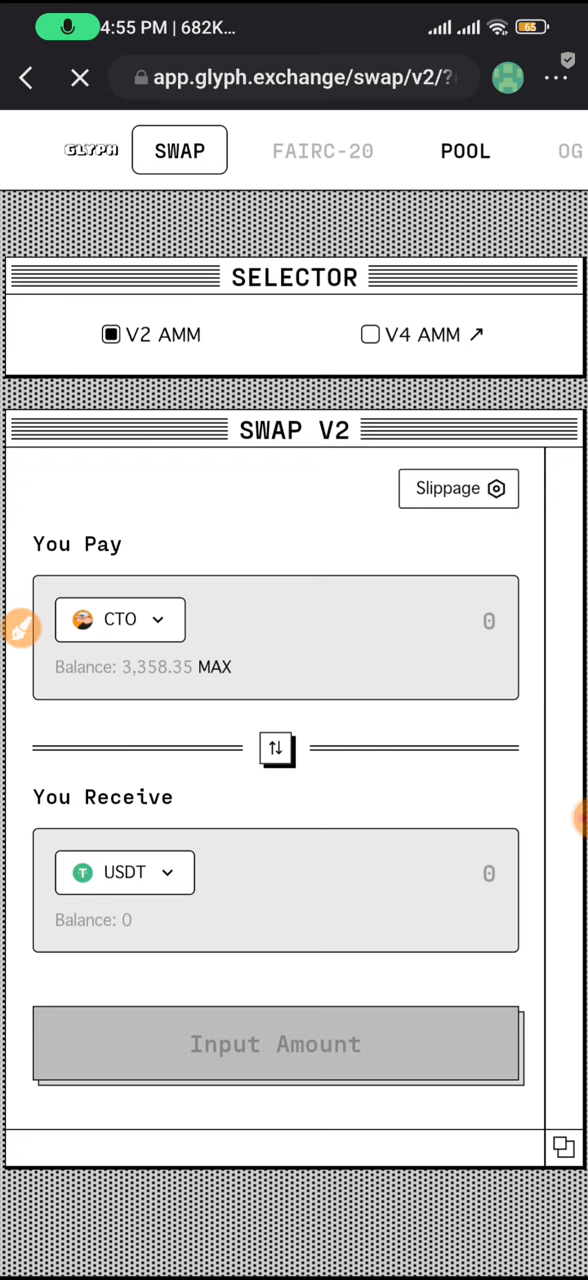 4:55 PM | 682K...
65
app.glyph.exchange/swap/v2/?
GLYPH SWAP FAIRC-20 POOL OG
SELECTOR
V2 AMM V4 AMM ↗
SWAP V2
Slippage
You Pay
CTO 0
Balance: 3,358.35 MAX
You Receive
USDT 0
Balance: 0
Input Amount